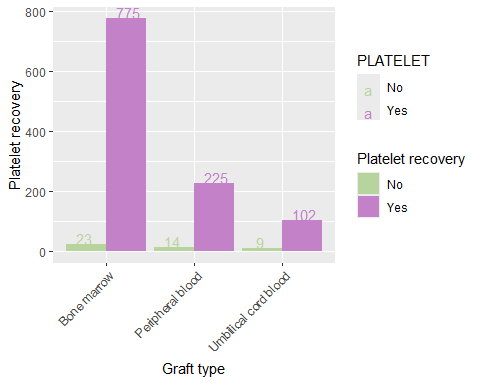 800
600
400
200
0
Platelet recovery
775
225
102
23
14
9
Bone marrow
Peripheral blood
Umbilical cord blood
Graft type
PLATELET
a No
a Yes
Platelet recovery
No
Yes